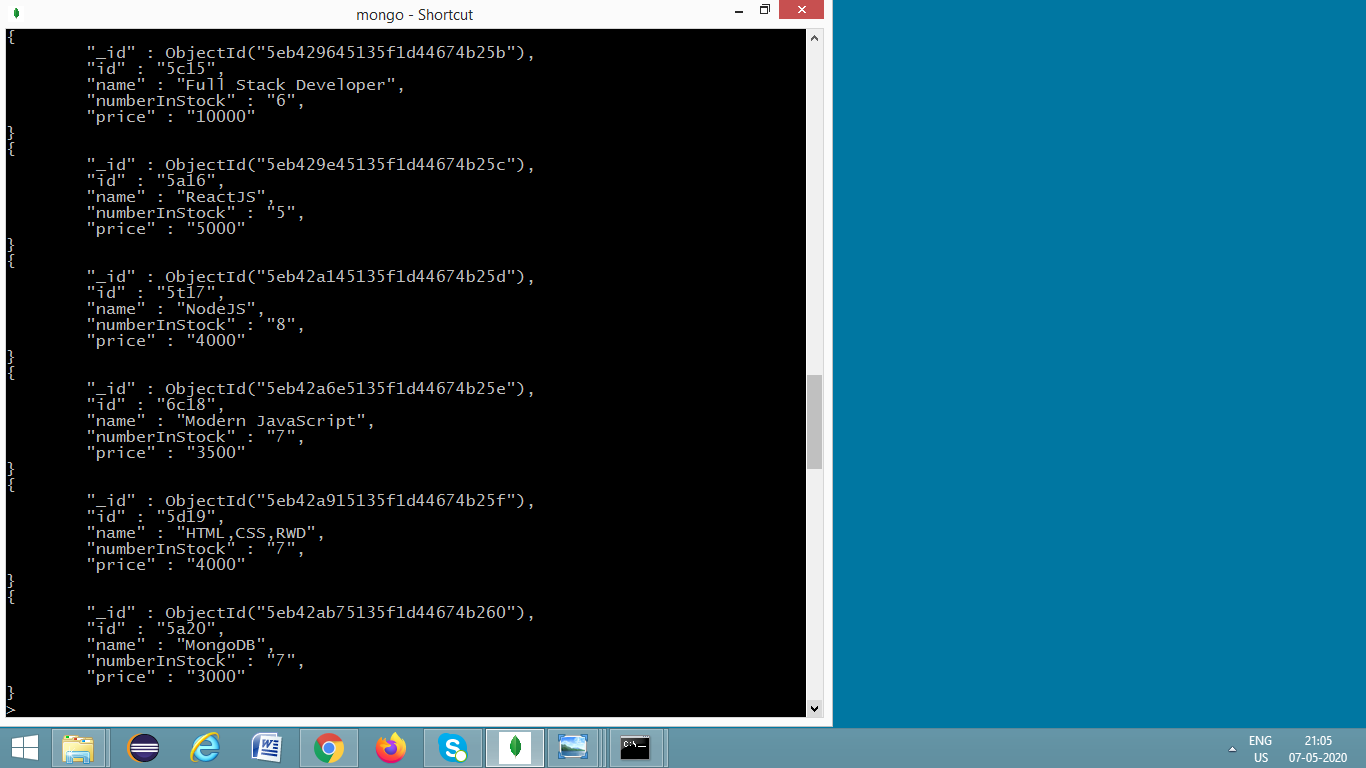 mongo - Shortcut
{
"_id" : ObjectId("5eb429645135f1d44674b25b"),
"id" : "5c15",
"name" : "Full Stack Developer",
"numberInStock" : "6",
"price" : "10000"
}
{
"_id" : ObjectId("5eb429e45135f1d44674b25c"),
"id" : "5a16",
"name" : "ReactJS",
"numberInStock" : "5",
"price" : "5000"
}
{
"_id" : ObjectId("5eb42a145135f1d44674b25d"),
"id" : "5t17",
"name" : "NodeJS",
"numberInStock" : "8",
"price" : "4000"
}
{
"_id" : ObjectId("5eb42a6e5135f1d44674b25e"),
"id" : "6c18",
"name" : "Modern JavaScript",
"numberInStock" : "7",
"price" : "3500"
}
{
"_id" : ObjectId("5eb42a915135f1d44674b25f"),
"id" : "5d19",
"name" : "HTML,CSS,RWD",
"numberInStock" : "7",
"price" : "4000"
}
{
"_id" : ObjectId("5eb42ab75135f1d44674b260"),
"id" : "5a20",
"name" : "MongoDB",
"numberInStock" : "7",
"price" : "3000"
}
>
C:\_
ENG 21:05
US 07-05-2020